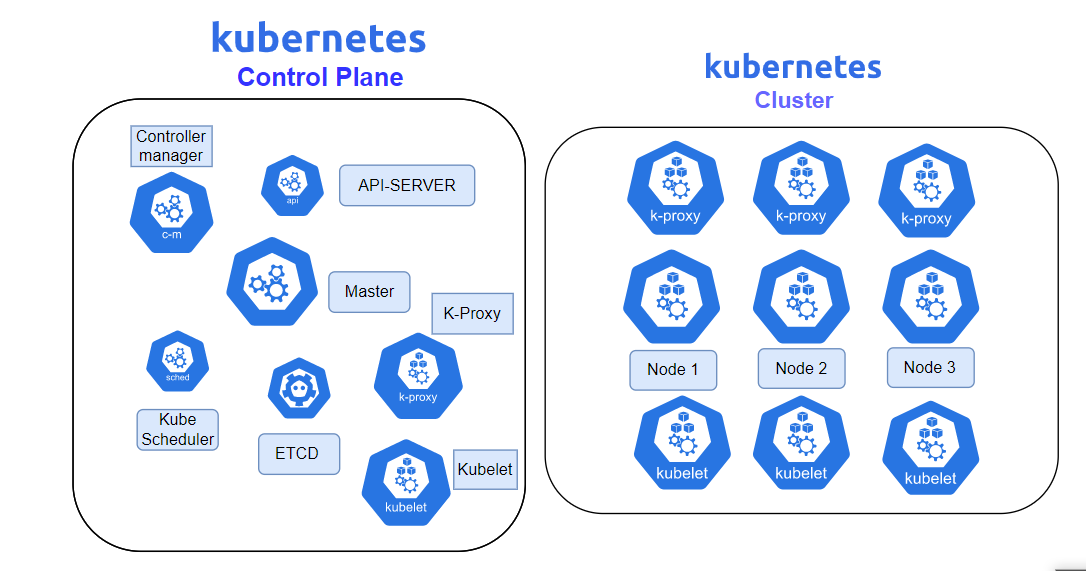 kubernetes
Control Plane
Controller
manager
c-m
api
API-SERVER
Master
K-Proxy
k-proxy
sched
Kube
Scheduler
ETCD
Kubelet
kubelet
kubernetes
Cluster
k-proxy
k-proxy
k-proxy
Node 1
Node 2
Node 3
kubelet
kubelet
kubelet